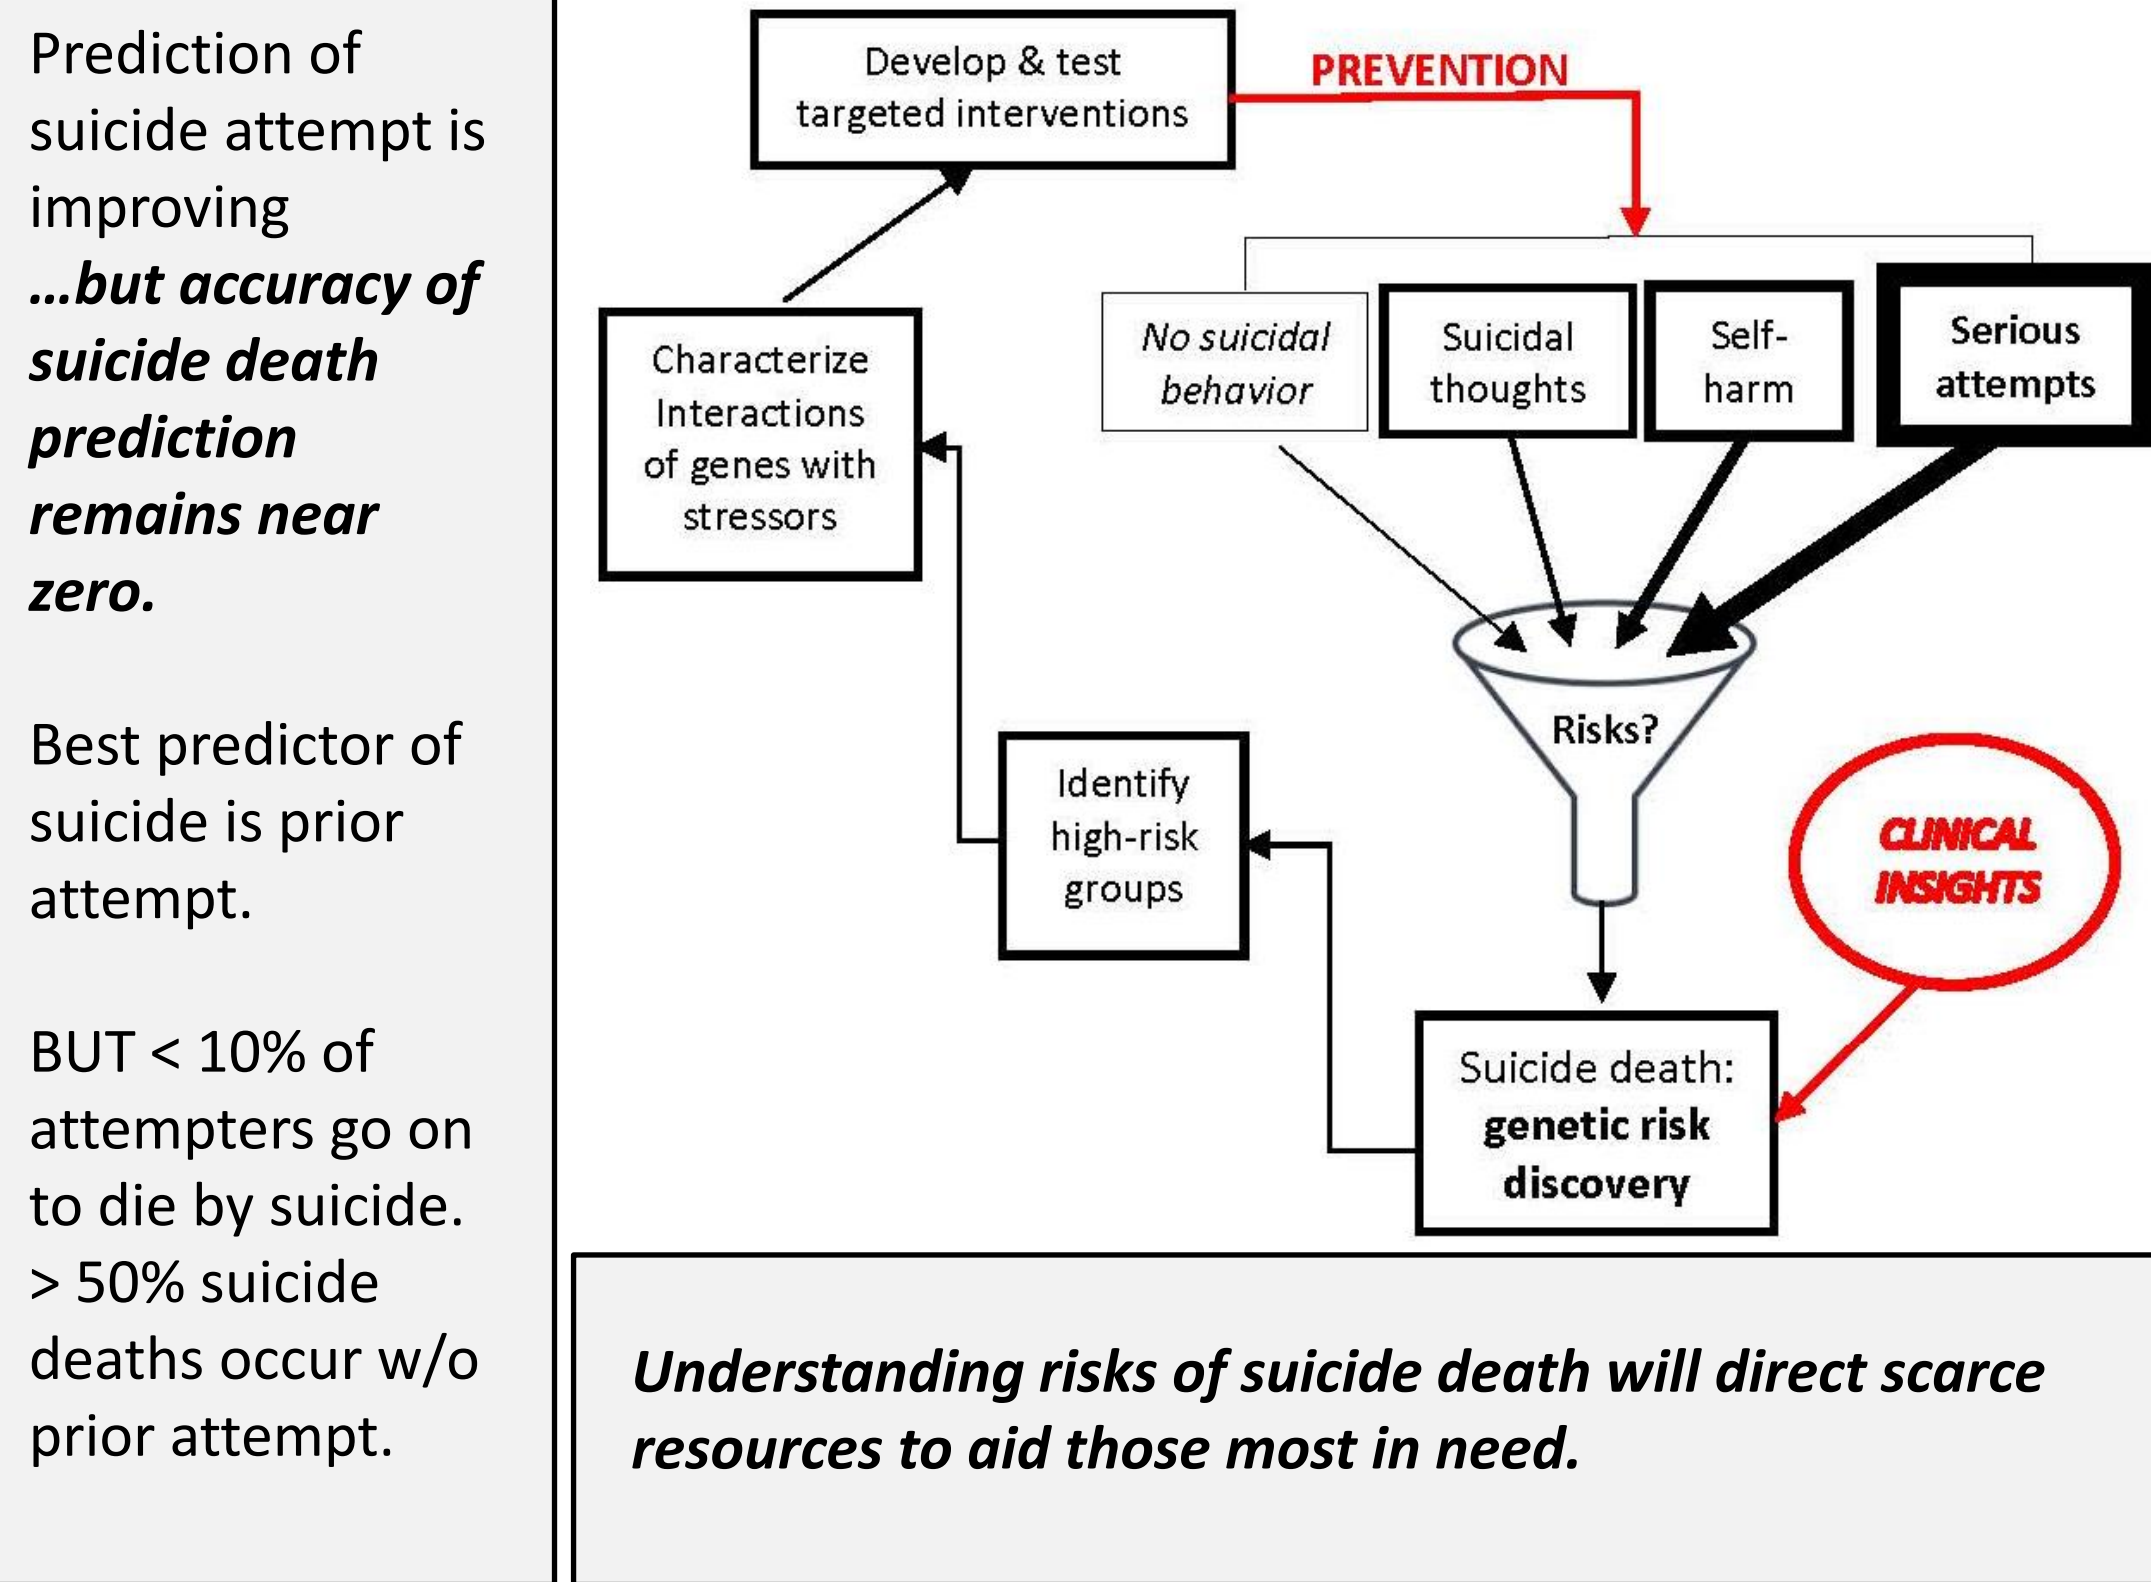 Prediction of
suicide attempt is
improving
…but accuracy of
suicide death
prediction
remains near
zero.
Best predictor of
suicide is prior
attempt.
BUT < 10% of
attempters go on
to die by suicide.
> 50% suicide
deaths occur w/o
prior attempt.
Develop & test
targeted interventions
PREVENTION
No suicidal
behavior
Suicidal
thoughts
Self-
harm
Serious
attempts
Characterize
Interactions
of genes with
stressors
Risks?
Identify
high-risk
groups
CLINICAL
INSIGHTS
Suicide death:
genetic risk
discovery
Understanding risks of suicide death will direct scarce
resources to aid those most in need.